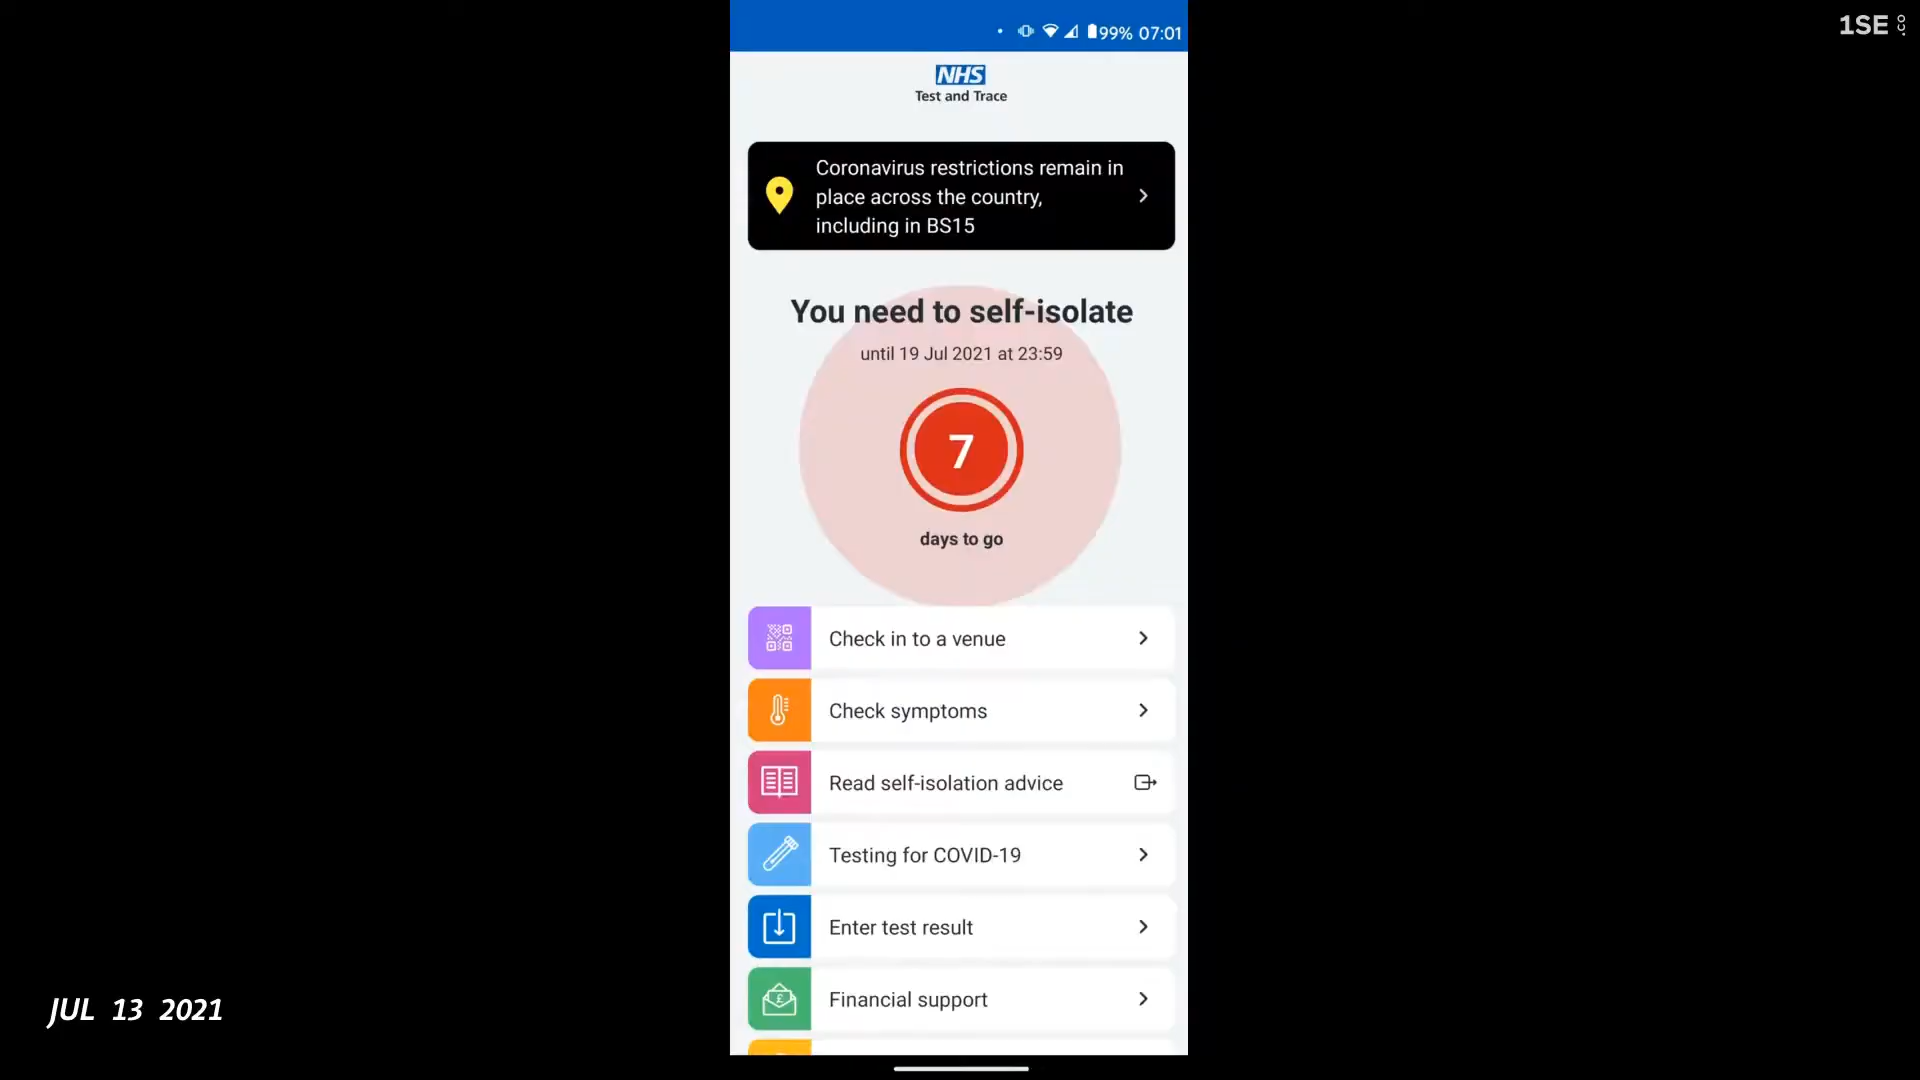 1SE .co
99% 07:01
NHS
Test and Trace
Coronavirus restrictions remain in
place across the country,
including in BS15
You need to self-isolate
until 19 Jul 2021 at 23:59
7
days to go
Check in to a venue
Check symptoms
Read self-isolation advice
Testing for COVID-19
Enter test result
£
Financial support
JUL 13 2021